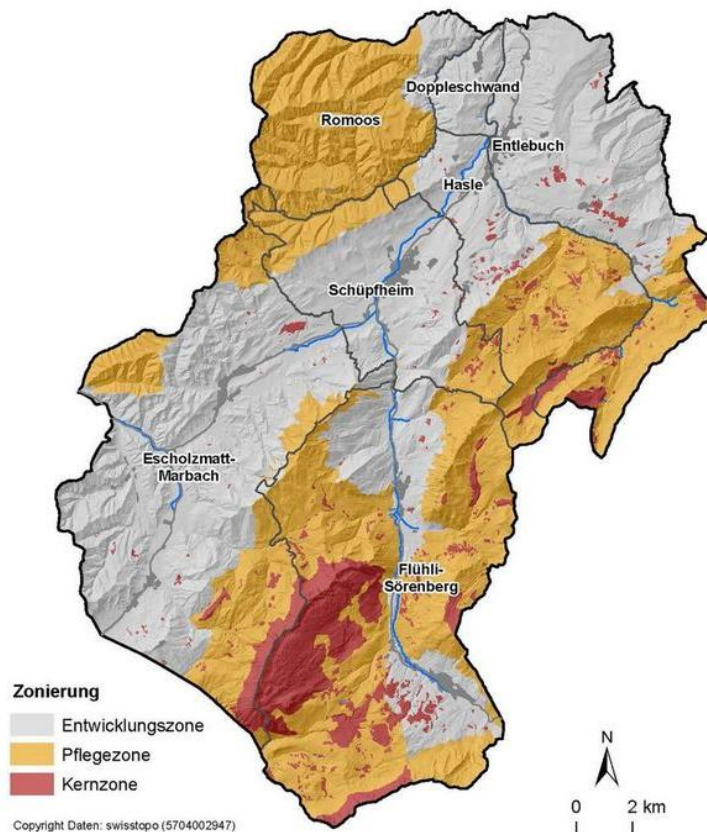 Doppleschwand
Romoos
Entlebuch
Hasle
Schüpfheim
Escholzmatt-
Marbach
Flühli-
Sörenberg
Zonierung
Entwicklungszone
Pflegezone
Kernzone
N
0 2 km
Copyright Daten: swisstopo (5704002947)